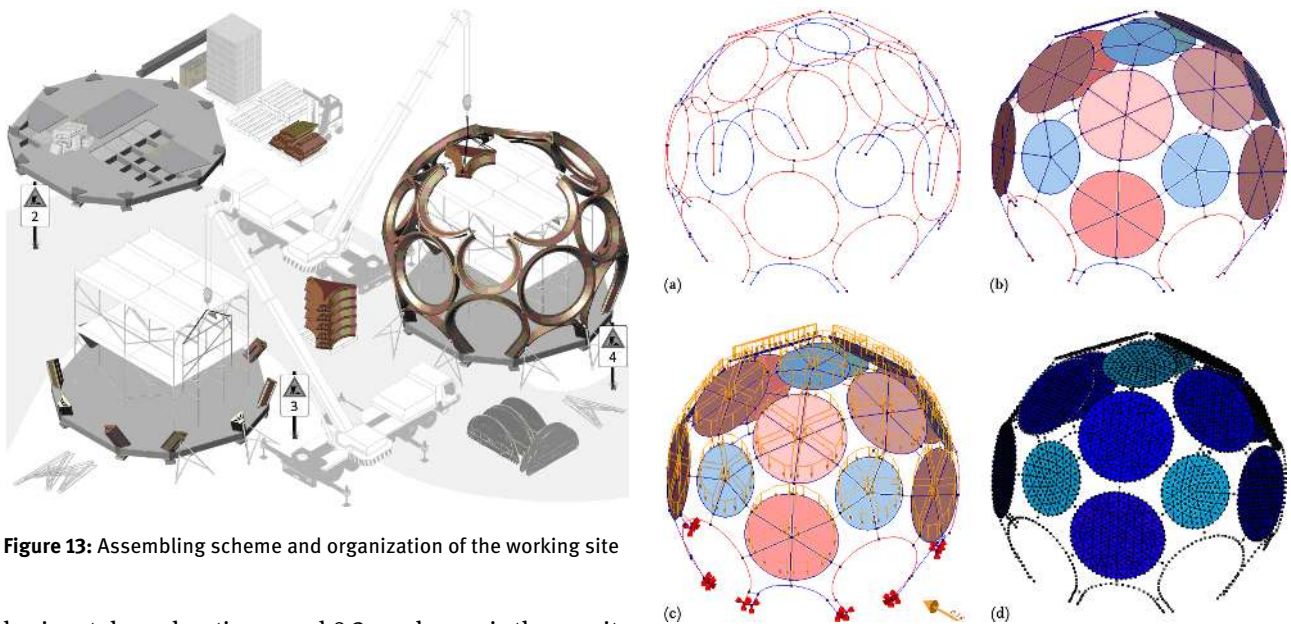 2
3
4
Figure 13: Assembling scheme and organization of the working site
(a)
(b)
(c)
(d)